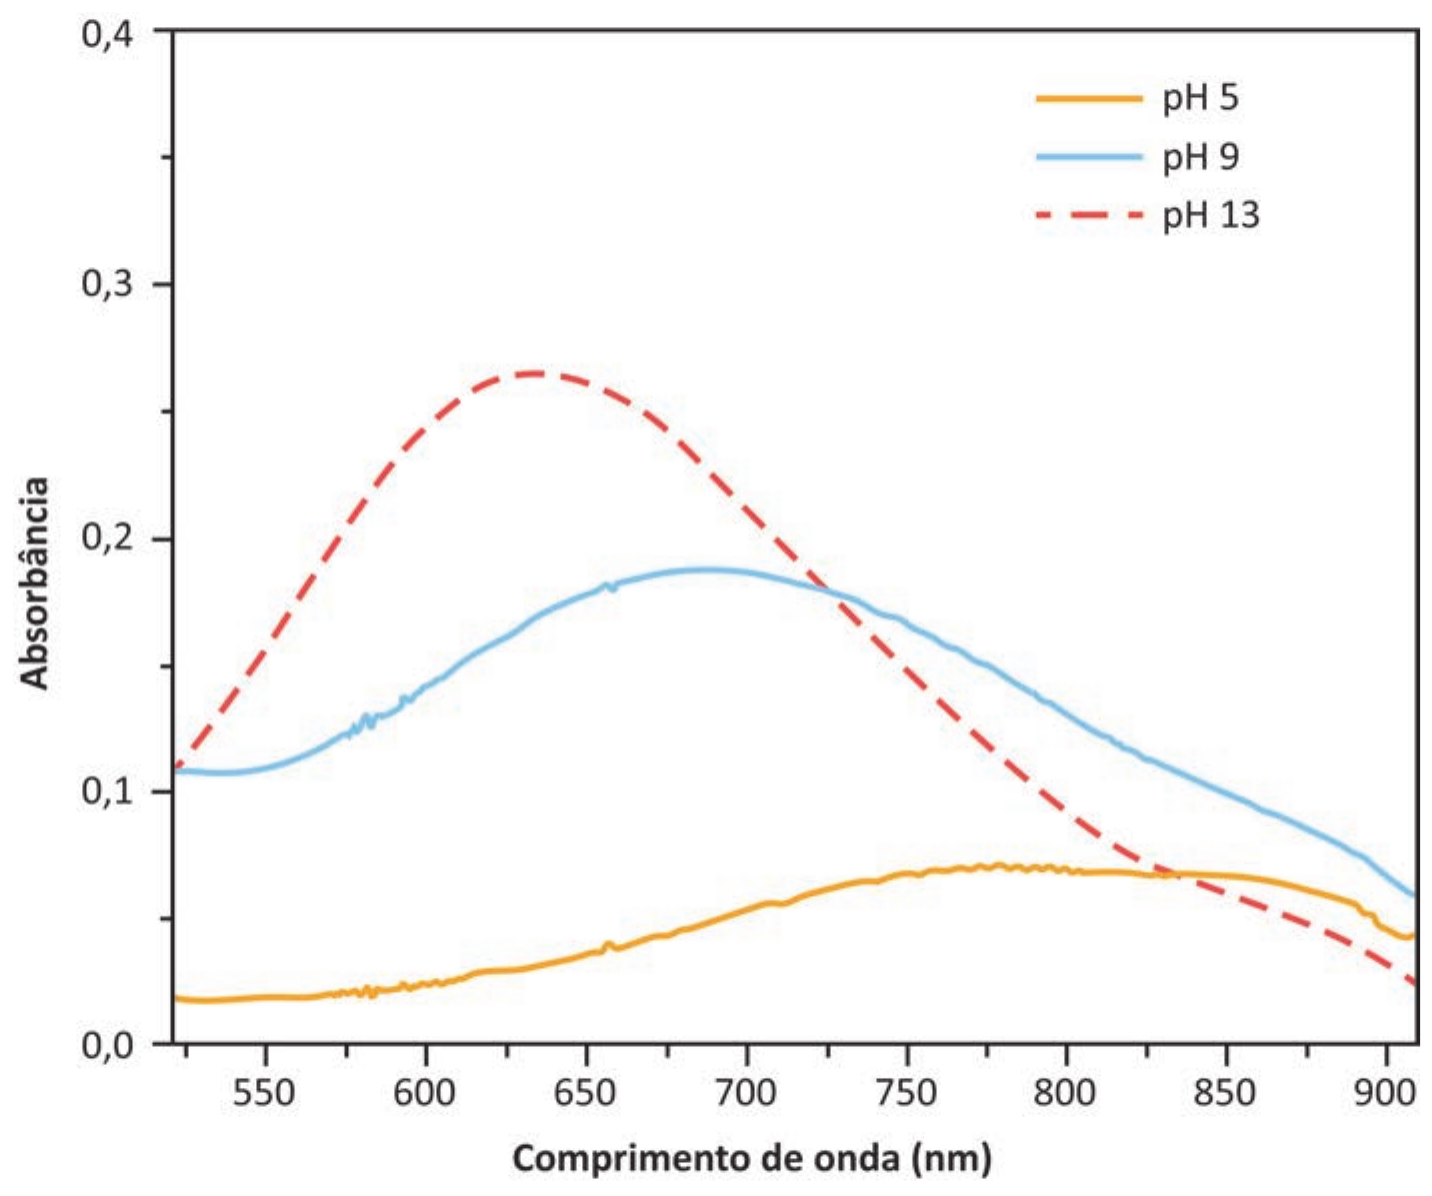 0,4
pH 5
pH 9
pH 13
0,3
0,2
0,1
0,0
Absorbância
550 600 650 700 750 800 850 900
Comprimento de onda (nm)